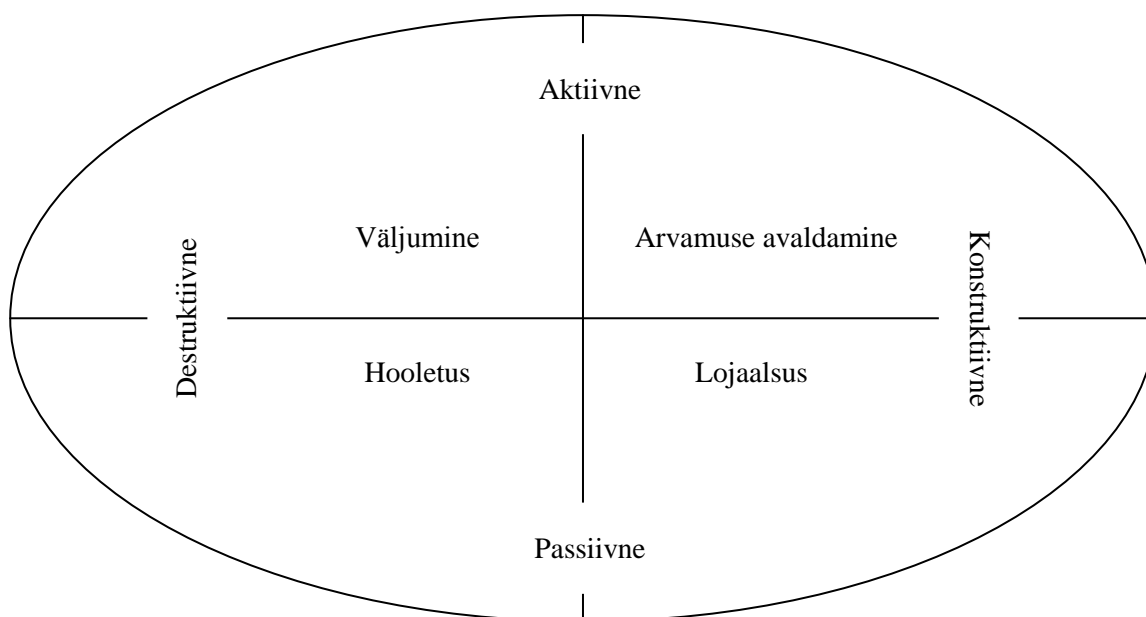 Aktiivne
Väljumine
Arvamuse avaldamine
Destruktiivne
Konstruktiivne
Hooletus
Lojaalsus
Passiivne